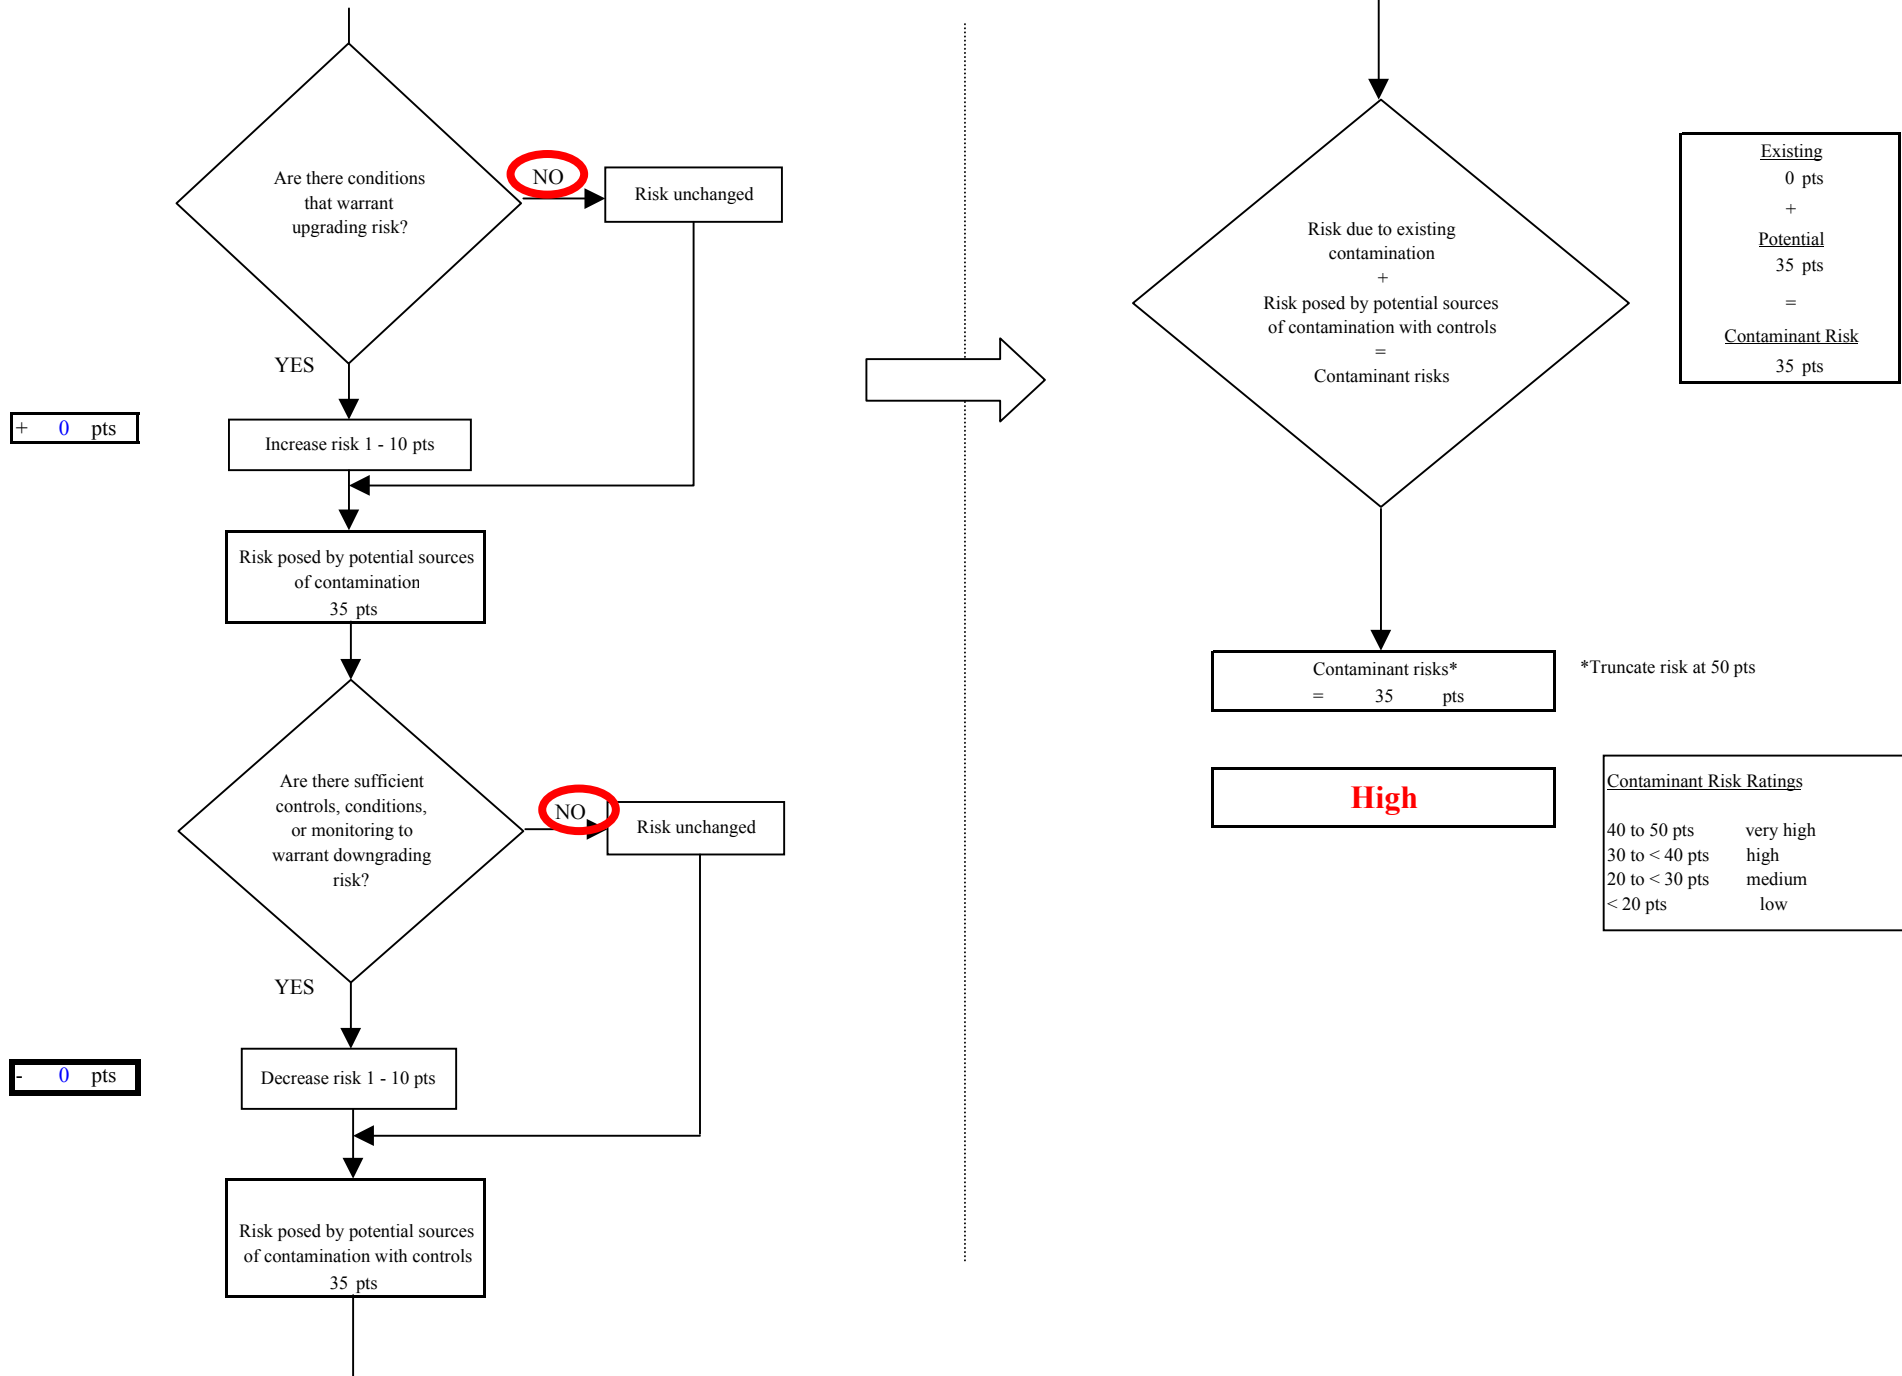 Are there conditions
that warrant
upgrading risk?
NO
Risk unchanged
YES
+ 0 pts
Increase risk 1 - 10 pts
Risk posed by potential sources
of contamination
35 pts
Are there sufficient
controls, conditions,
or monitoring to
warrant downgrading
risk?
NO
Risk unchanged
YES
- 0 pts
Decrease risk 1 - 10 pts
Risk posed by potential sources
of contamination with controls
35 pts
Risk due to existing
contamination
+
Risk posed by potential sources
of contamination with controls
=
Contaminant risks
Existing
0 pts
+
Potential
35 pts
=
Contaminant Risk
35 pts
Contaminant risks*
= 35 pts
*Truncate risk at 50 pts
High
Contaminant Risk Ratings
40 to 50 pts very high
30 to < 40 pts high
20 to < 30 pts medium
< 20 pts low